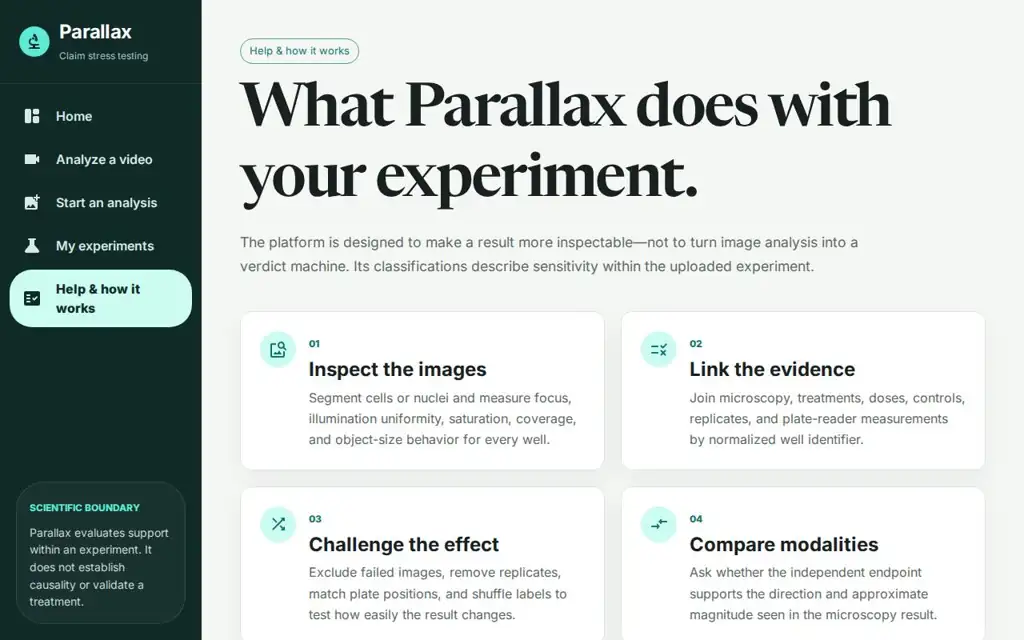 Parallax
Claim stress testing
Home
Analyze a video
Start an analysis
My experiments
Help & how it
works
SCIENTIFIC BOUNDARY
Parallax evaluates support
within an experiment. It
does not establish
causality or validate a
treatment.
Help & how it works
What Parallax does with
your experiment.
The platform is designed to make a result more inspectable—not to turn image analysis into a
verdict machine. Its classifications describe sensitivity within the uploaded experiment.
01
Inspect the images
Segment cells or nuclei and measure focus,
illumination uniformity, saturation, coverage,
and object-size behavior for every well.
02
Link the evidence
Join microscopy, treatments, doses, controls,
replicates, and plate-reader measurements
by normalized well identifier.
03
Challenge the effect
Exclude failed images, remove replicates,
match plate positions, and shuffle labels to
test how easily the result changes.
04
Compare modalities
Ask whether the independent endpoint
supports the direction and approximate
magnitude seen in the microscopy result.